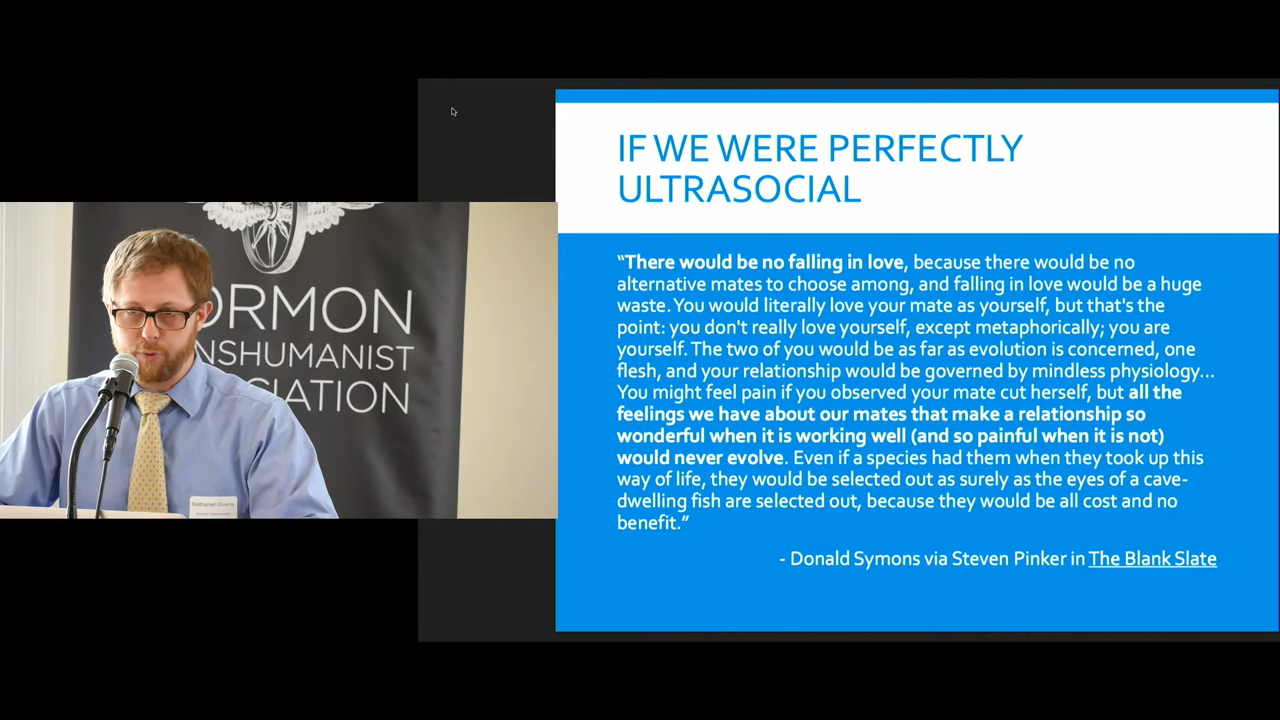 IF WE WERE PERFECTLY
ULTRASOCIAL
“There would be no falling in love, because there would be no
alternative mates to choose among, and falling in love would be a huge
waste. You would literally love your mate as yourself, but that's the
point: you don't really love yourself, except metaphorically; you are
yourself. The two of you would be as far as evolution is concerned, one
flesh, and your relationship would be governed by mindless physiology...
You might feel pain if you observed your mate cut herself, but all the
feelings we have about our mates that make a relationship so
wonderful when it is working well (and so painful when it is not)
would never evolve. Even if a species had them when they took up this
way of life, they would be selected out as surely as the eyes of a cave-
dwelling fish are selected out, because they would be all cost and no
benefit.”
- Donald Symons via Steven Pinker in The Blank Slate
ORMON
NSHUMANIST
CIATION
Nathaniel Givens